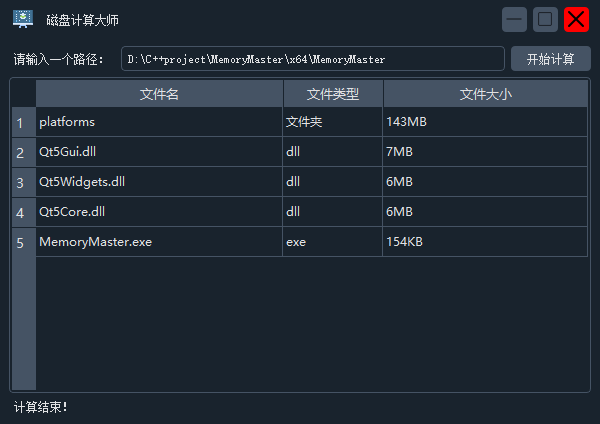 磁盘计算大师
请输入一个路径： D:\C++project\MemoryMaster\x64\MemoryMaster 开始计算
文件名 文件类型 文件大小
1 platforms 文件夹 143MB
2 Qt5Gui.dll dll 7MB
3 Qt5Widgets.dll dll 6MB
4 Qt5Core.dll dll 6MB
5 MemoryMaster.exe exe 154KB
计算结束!